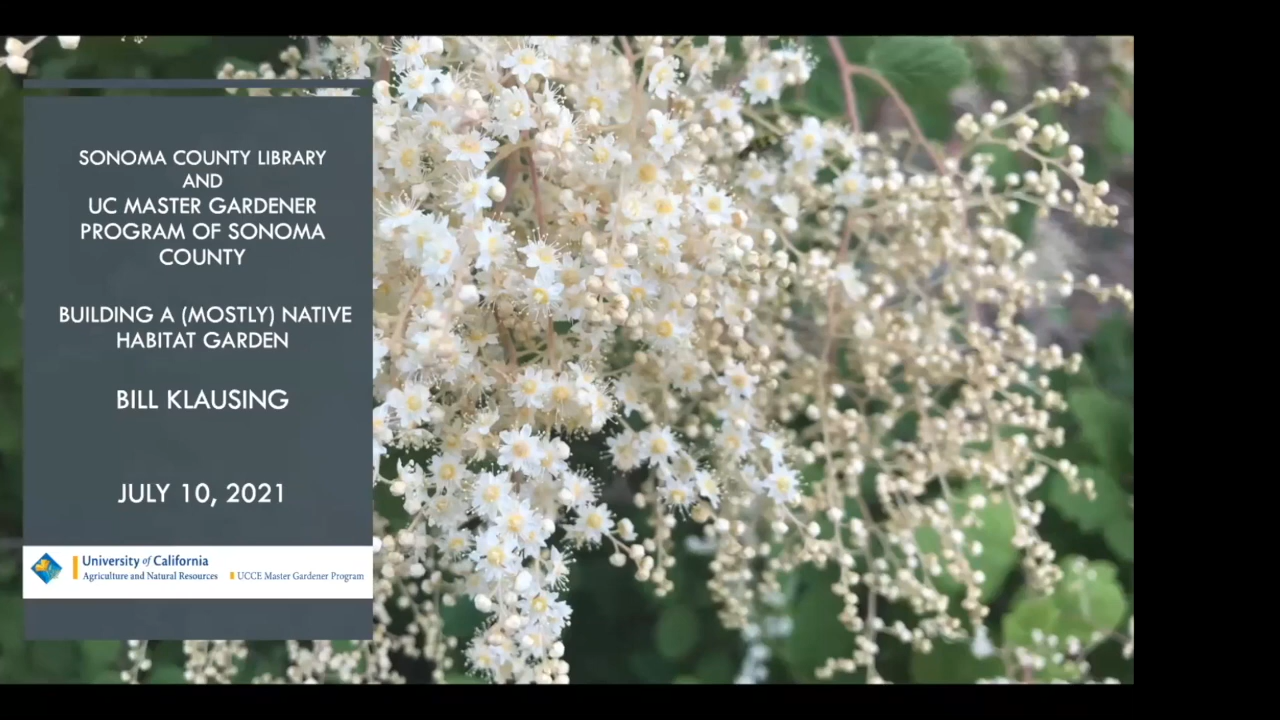 SONOMA COUNTY LIBRARY
AND
UC MASTER GARDENER
PROGRAM OF SONOMA
COUNTY
BUILDING A (MOSTLY) NATIVE
HABITAT GARDEN
BILL KLAUSING
JULY 10, 2021
University of California
Agriculture and Natural Resources
UCCE Master Gardener Program